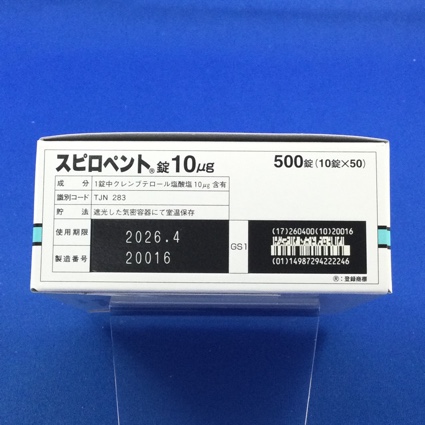 スピロペント®錠10μg 500錠(10錠×50)
成分 1錠中クレンブテロール塩酸塩10μg含有
識別コード TJN 283
貯法 遮光した気密容器にて室温保存
使用期限 2026.4
製造番号 20016
GS1
(17)260400(10)20016
(01)14987294222246
®:登録商標